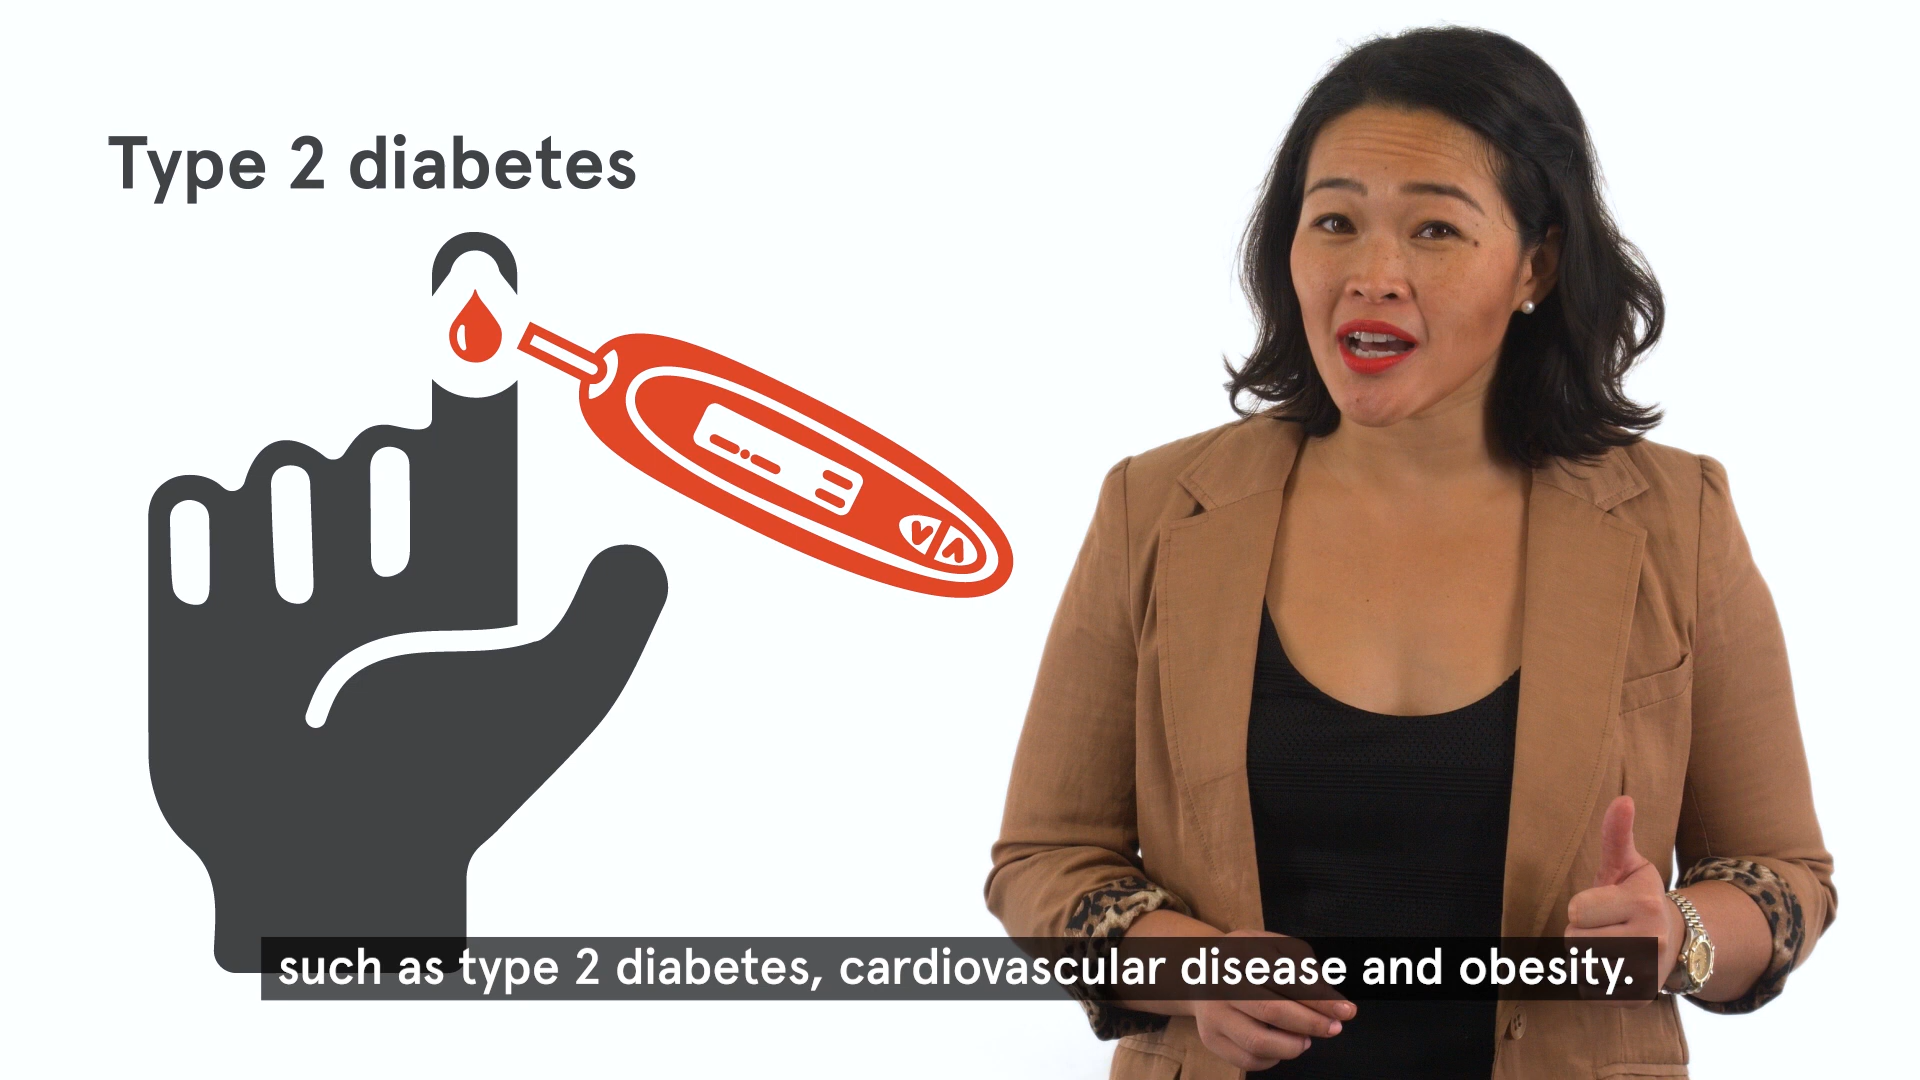 Type 2 diabetes
such as type 2 diabetes, cardiovascular disease and obesity.